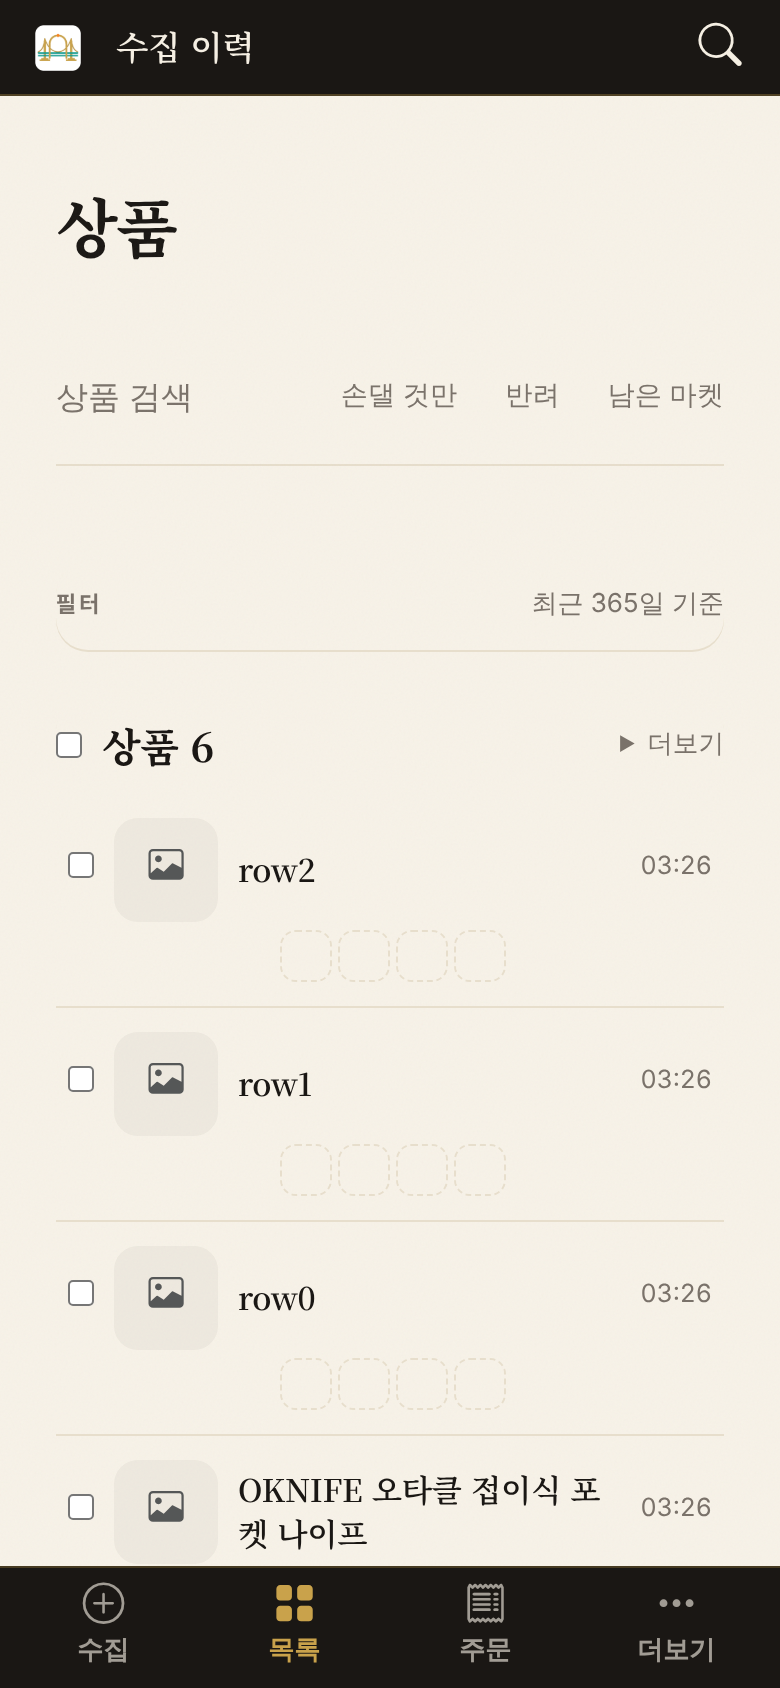 수집 이력
상품
상품 검색 손댈 것만 반려 남은 마켓
필터 최근 365일 기준
상품 6 ▶ 더보기
row2 03:26
row1 03:26
row0 03:26
OKNIFE 오타클 접이식 포 03:26
켓 나이프
수집 목록 주문 더보기